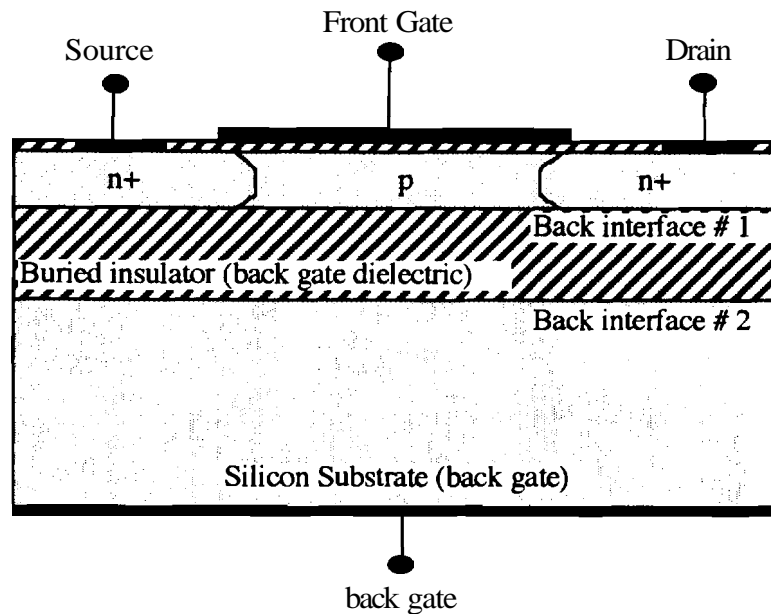 Front Gate
Source
Drain
n+
p
n+
Back interface # 1
Buried insulator (back gate dielectric)
Back interface # 2
Silicon Substrate (back gate)
back gate